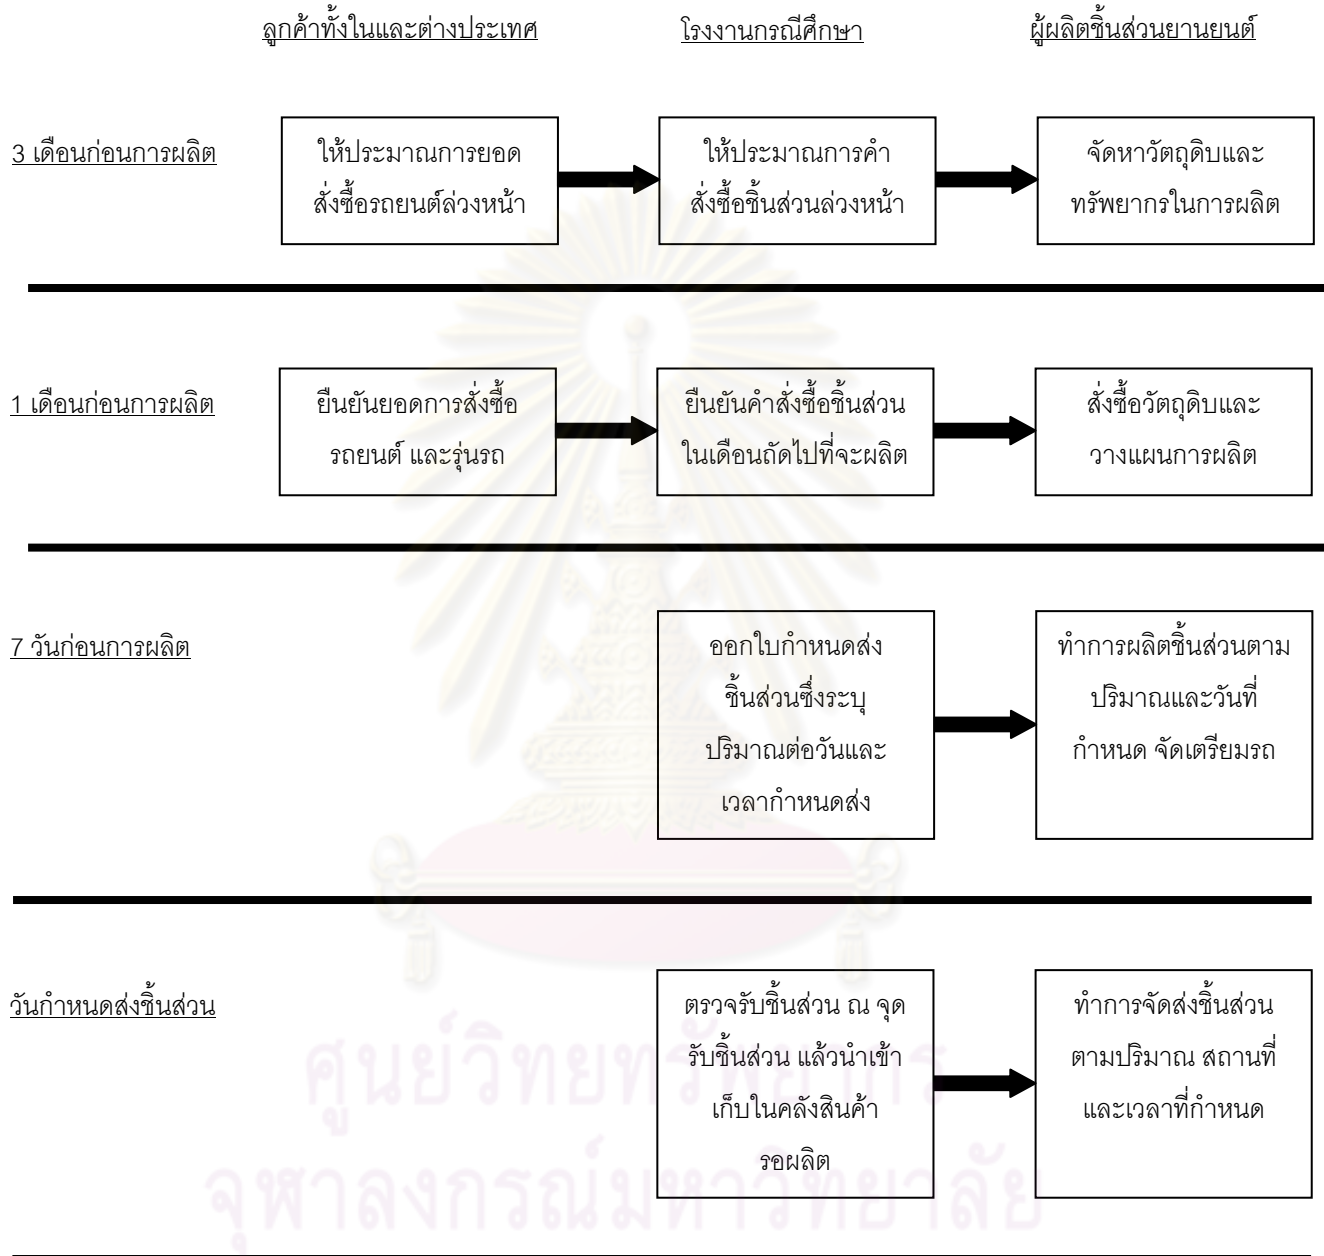 ลูกค้าทั้งในและต่างประเทศ
โรงงานกรณีศึกษา
ผู้ผลิตชิ้นส่วนยานยนต์
3 เดือนก่อนการผลิต
ให้ประมาณการยอด
สั่งซื้อรถยนต์ล่วงหน้า
ให้ประมาณการคำ
สั่งซื้อชิ้นส่วนล่วงหน้า
จัดหาวัตถุดิบและ
ทรัพยากรในการผลิต
1 เดือนก่อนการผลิต
ยืนยันยอดการสั่งซื้อ
รถยนต์ และรุ่นรถ
ยืนยันคำสั่งซื้อชิ้นส่วน
ในเดือนถัดไปที่จะผลิต
สั่งซื้อวัตถุดิบและ
วางแผนการผลิต
7 วันก่อนการผลิต
ออกใบกำหนดส่ง
ชิ้นส่วนซึ่งระบุ
ปริมาณต่อวันและ
เวลากำหนดส่ง
ทำการผลิตชิ้นส่วนตาม
ปริมาณและวันที่
กำหนด จัดเตรียมรถ
วันกำหนดส่งชิ้นส่วน
ตรวจรับชิ้นส่วน ณ จุด
รับชิ้นส่วน แล้วนำเข้า
เก็บในคลังสินค้า
รอผลิต
ทำการจัดส่งชิ้นส่วน
ตามปริมาณ สถานที่
และเวลาที่กำหนด
ศูนย์วิทยทรัพยากร
จุฬาลงกรณ์มหาวิทยาลัย